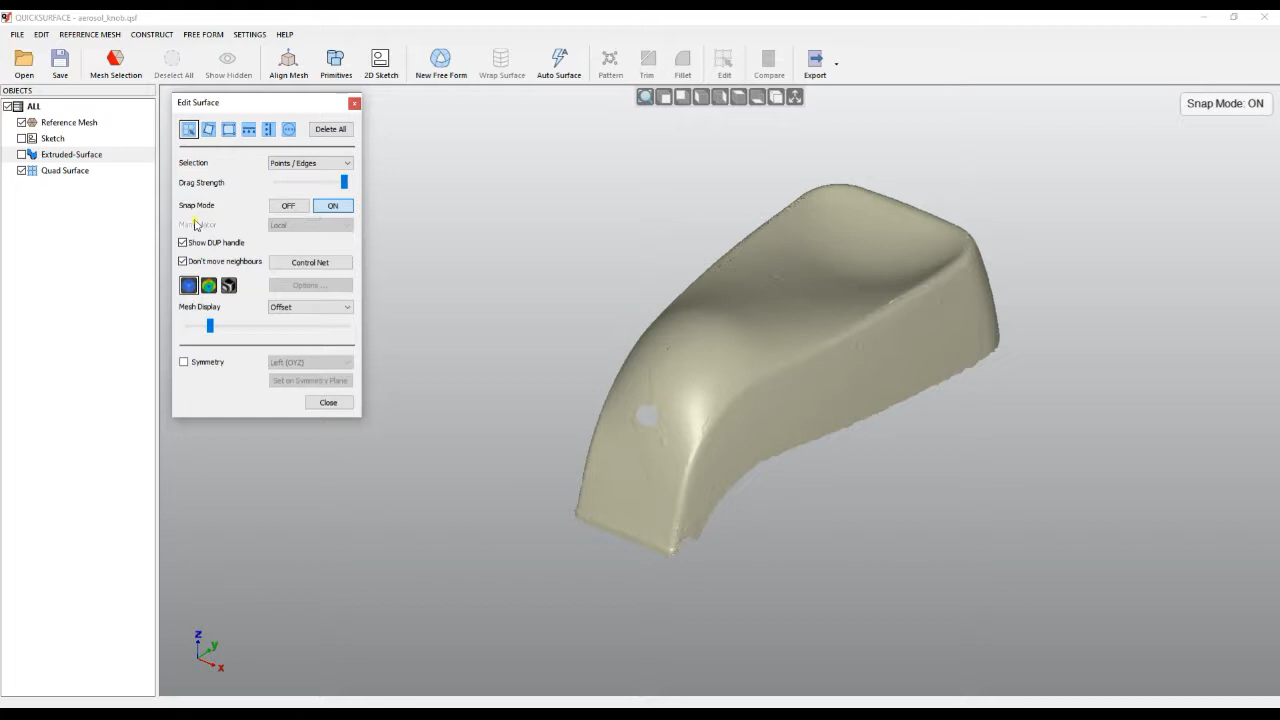 QUICKSURFACE - aerosol_knob.qsf
FILE EDIT REFERENCE MESH CONSTRUCT FREE FORM SETTINGS HELP
Open Save Mesh Selection Deselect All Show Hidden Align Mesh Primitives 2D Sketch New Free Form Wrap Surface Auto Surface Pattern Trim Fillet Edit Compare Export
OBJECTS
ALL
Reference Mesh
Sketch
Extruded-Surface
Quad Surface
Edit Surface
Delete All
Selection Points / Edges
Drag Strength
Snap Mode OFF ON
Local
Show DUP handle
Don't move neighbours Control Net
Options ...
Mesh Display Offset
Symmetry Left (OYZ)
Set on Symmetry Plane
Close
Snap Mode: ON
z
y
x